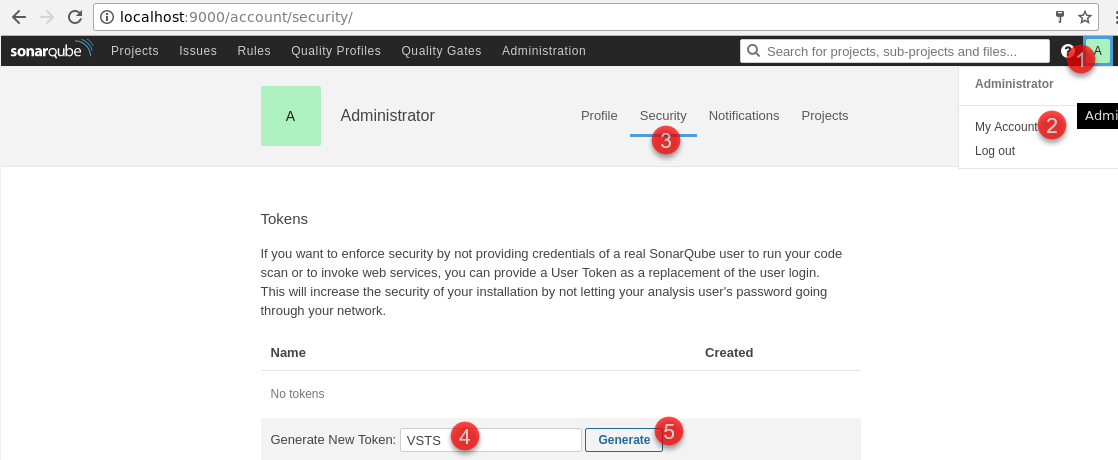 localhost:9000/account/security/
sonarqube Projects Issues Rules Quality Profiles Quality Gates Administration Search for projects, sub-projects and files... ? 1 A
Administrator
A Administrator Profile Security Notifications Projects
Admi
My Account 2
3
Log out
Tokens
If you want to enforce security by not providing credentials of a real SonarQube user to run your code
scan or to invoke web services, you can provide a User Token as a replacement of the user login.
This will increase the security of your installation by not letting your analysis user's password going
through your network.
Name Created
No tokens
Generate New Token: VSTS 4 Generate 5